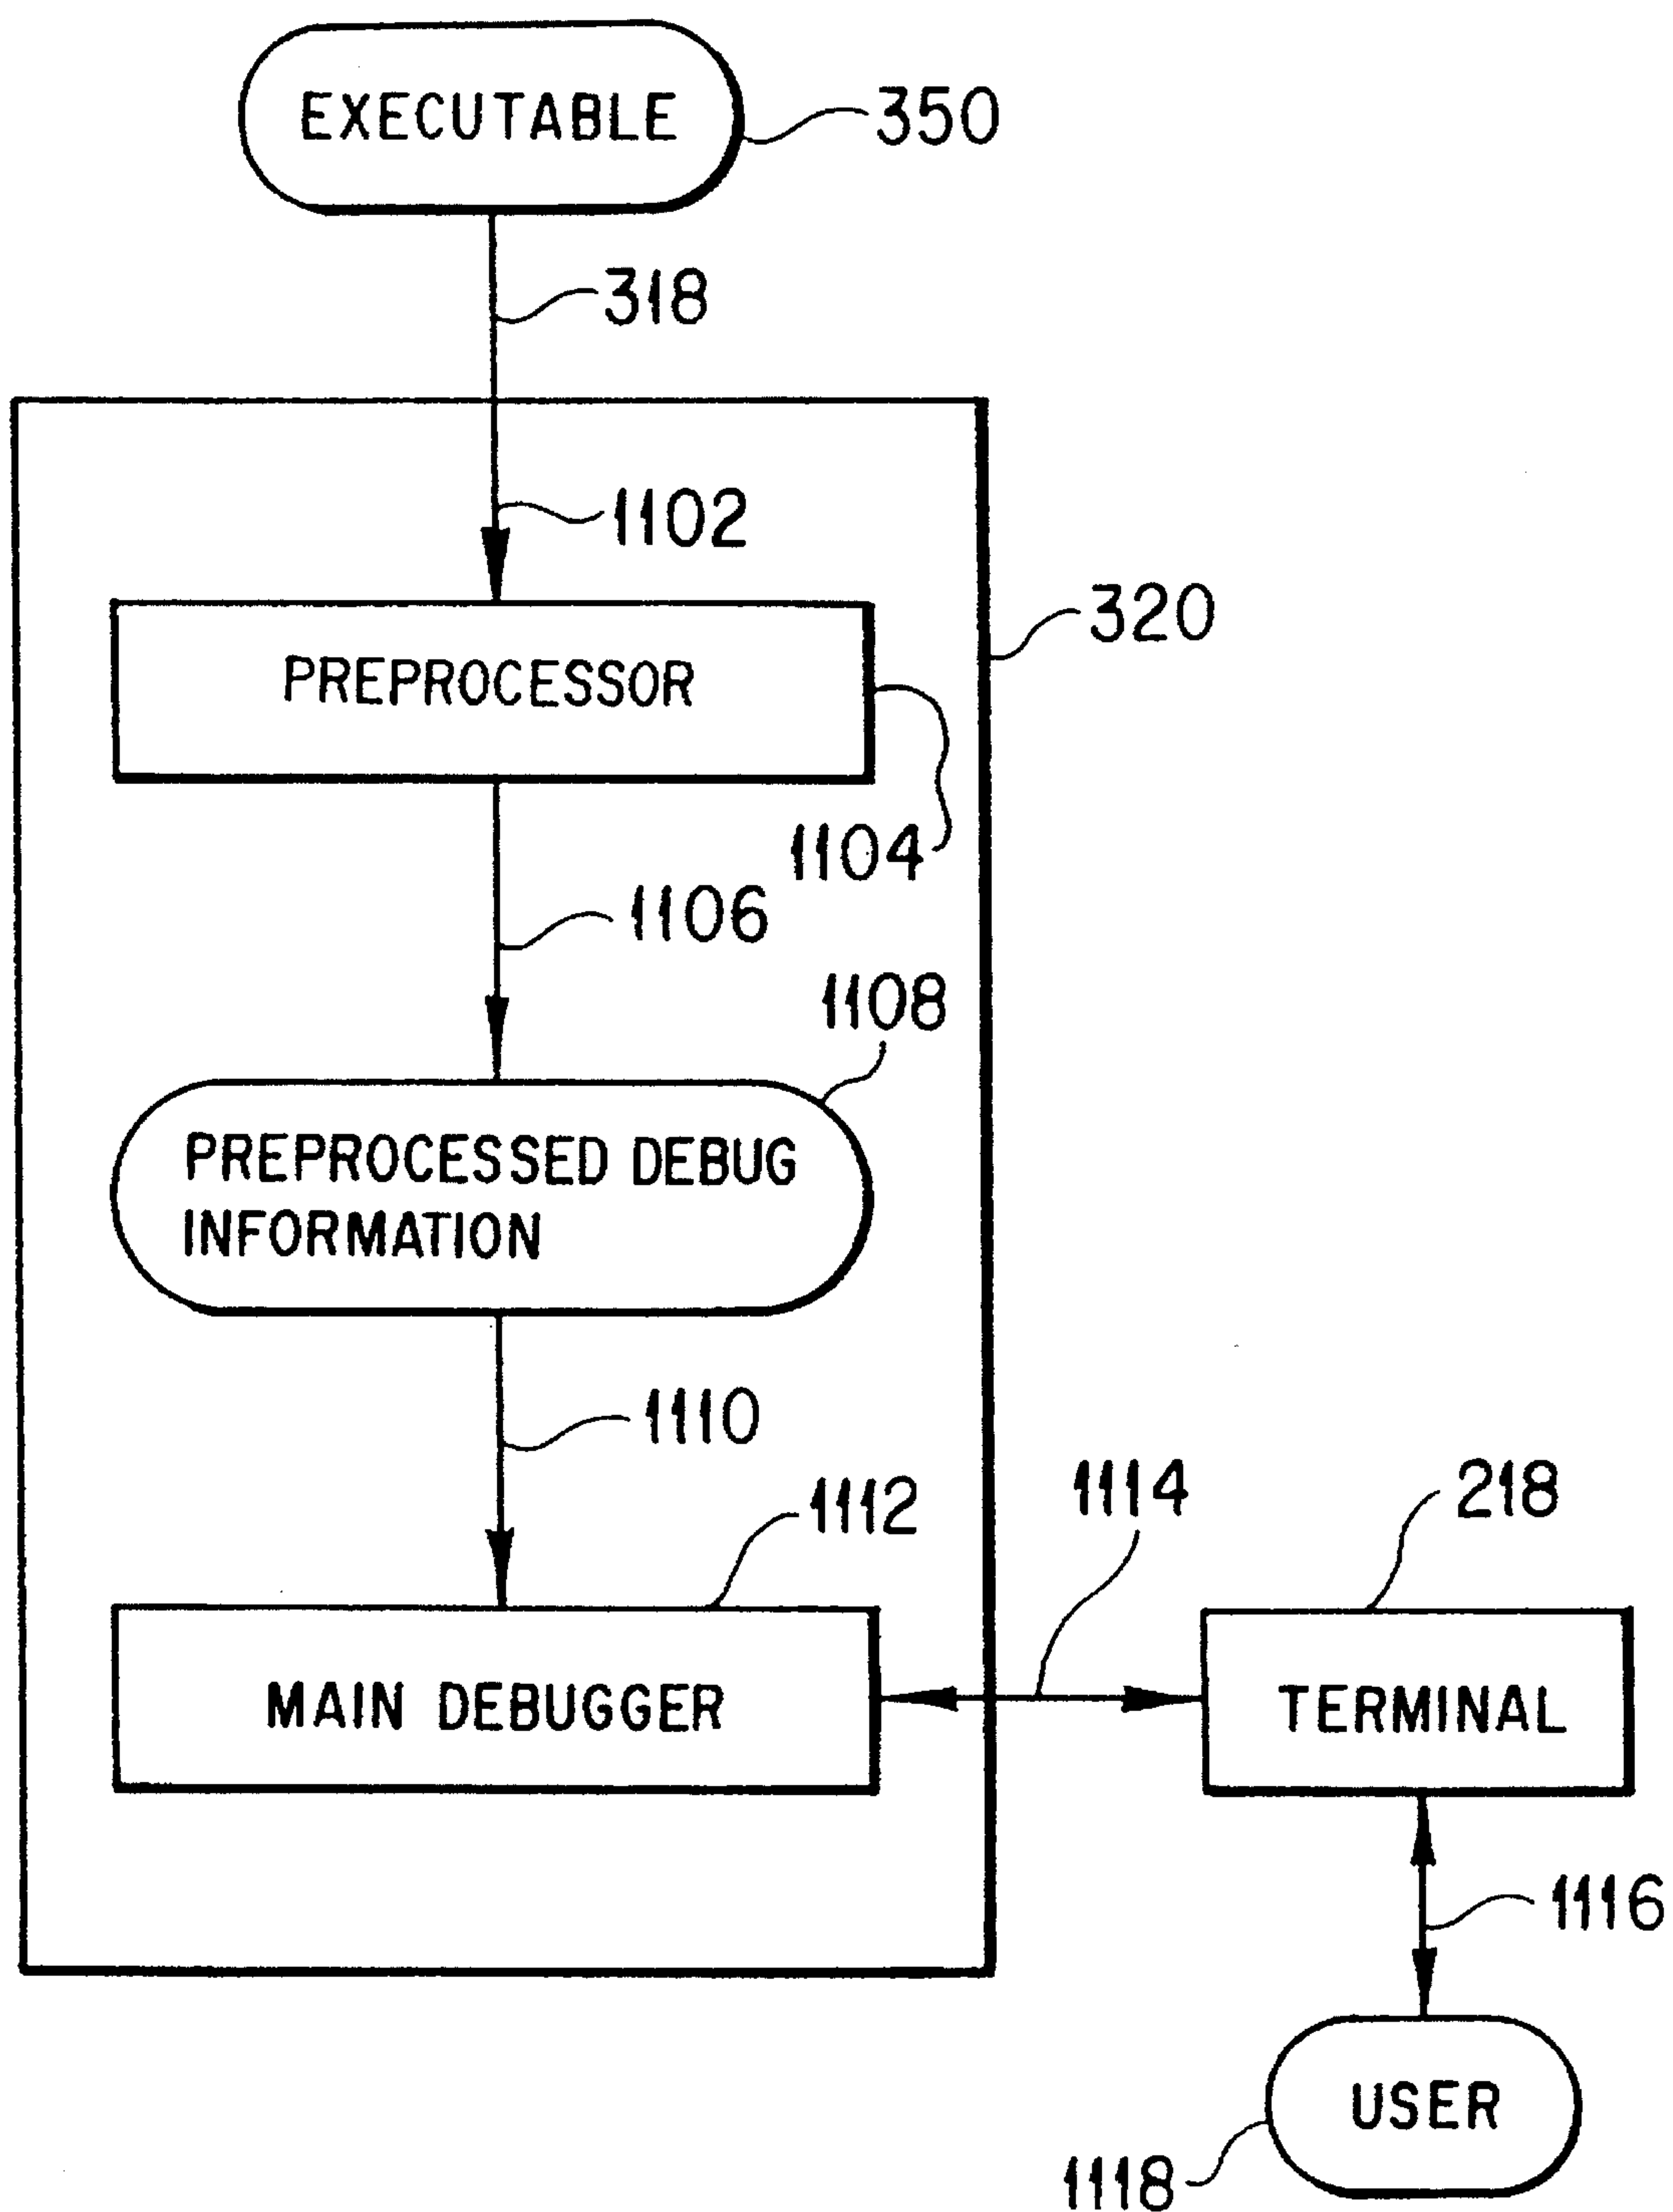 EXECUTABLE
350
318
1102
320
PREPROCESSOR
1104
1106
1108
PREPROCESSED DEBUG
INFORMATION
1110
1112
1114
218
MAIN DEBUGGER
TERMINAL
1116
USER
1118